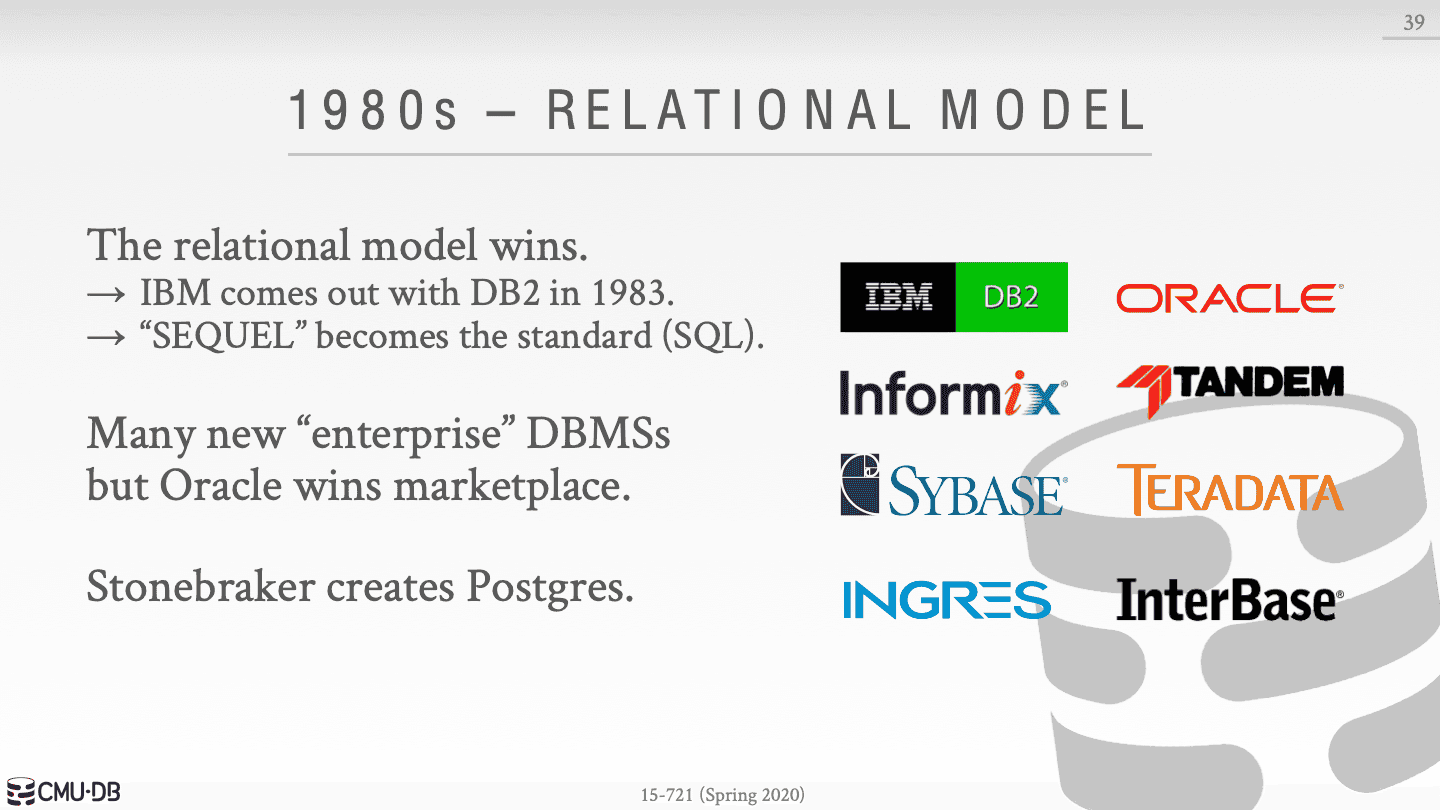 39
1980s – RELATIONAL MODEL
The relational model wins.
→ IBM comes out with DB2 in 1983.
→ “SEQUEL” becomes the standard (SQL).
Many new “enterprise” DBMSs
but Oracle wins marketplace.
Stonebraker creates Postgres.
IBM DB2
ORACLE®
Informix®
TANDEM
SYBASE®
TERADATA
INGRES
InterBase®
CMU·DB
15-721 (Spring 2020)